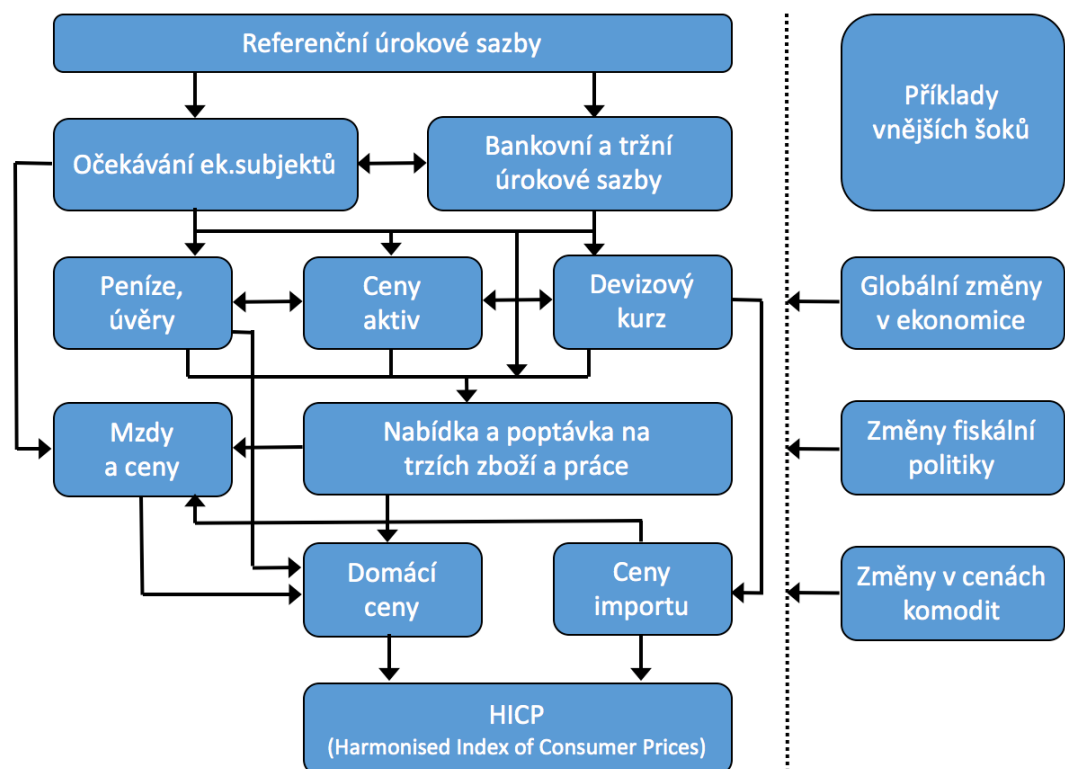 Referenční úrokové sazby
Příklady
vnějších šoků
Očekávání ek.subjektů
Bankovní a tržní
úrokové sazby
Peníze,
úvěry
Ceny
aktiv
Devizový
kurz
Globální změny
v ekonomice
Mzdy
a ceny
Nabídka a poptávka na
trzích zboží a práce
Změny fiskální
politiky
Domácí
ceny
Ceny
importu
Změny v cenách
komodit
HICP
(Harmonised Index of Consumer Prices)